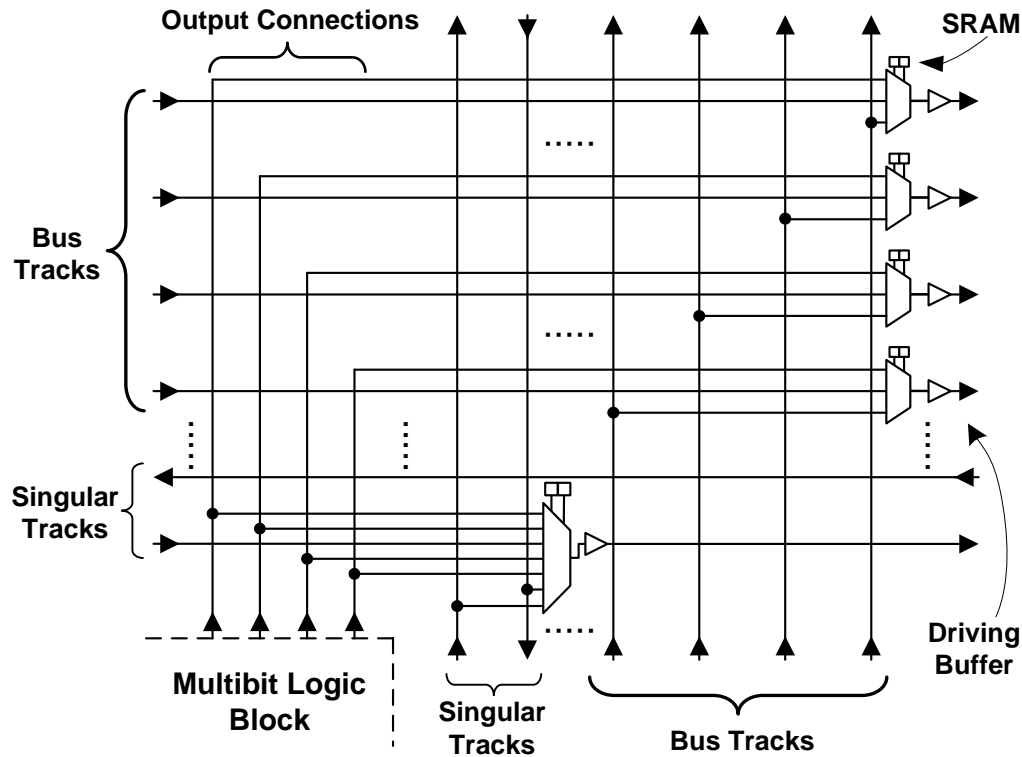 Output Connections
SRAM
Bus
Tracks
Singular
Tracks
Multibit Logic
Block
Singular
Tracks
Bus Tracks
Driving
Buffer